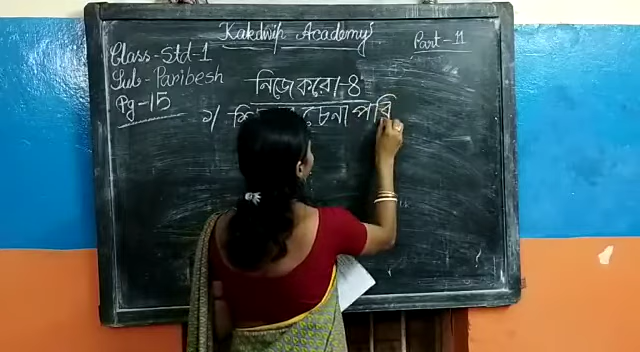 Kakdwip Academy
Part - 11
Class - Std - 1
Sub - Paribesh
Pg - 15
নিজে করো - ৪
১/ চেনা পরি